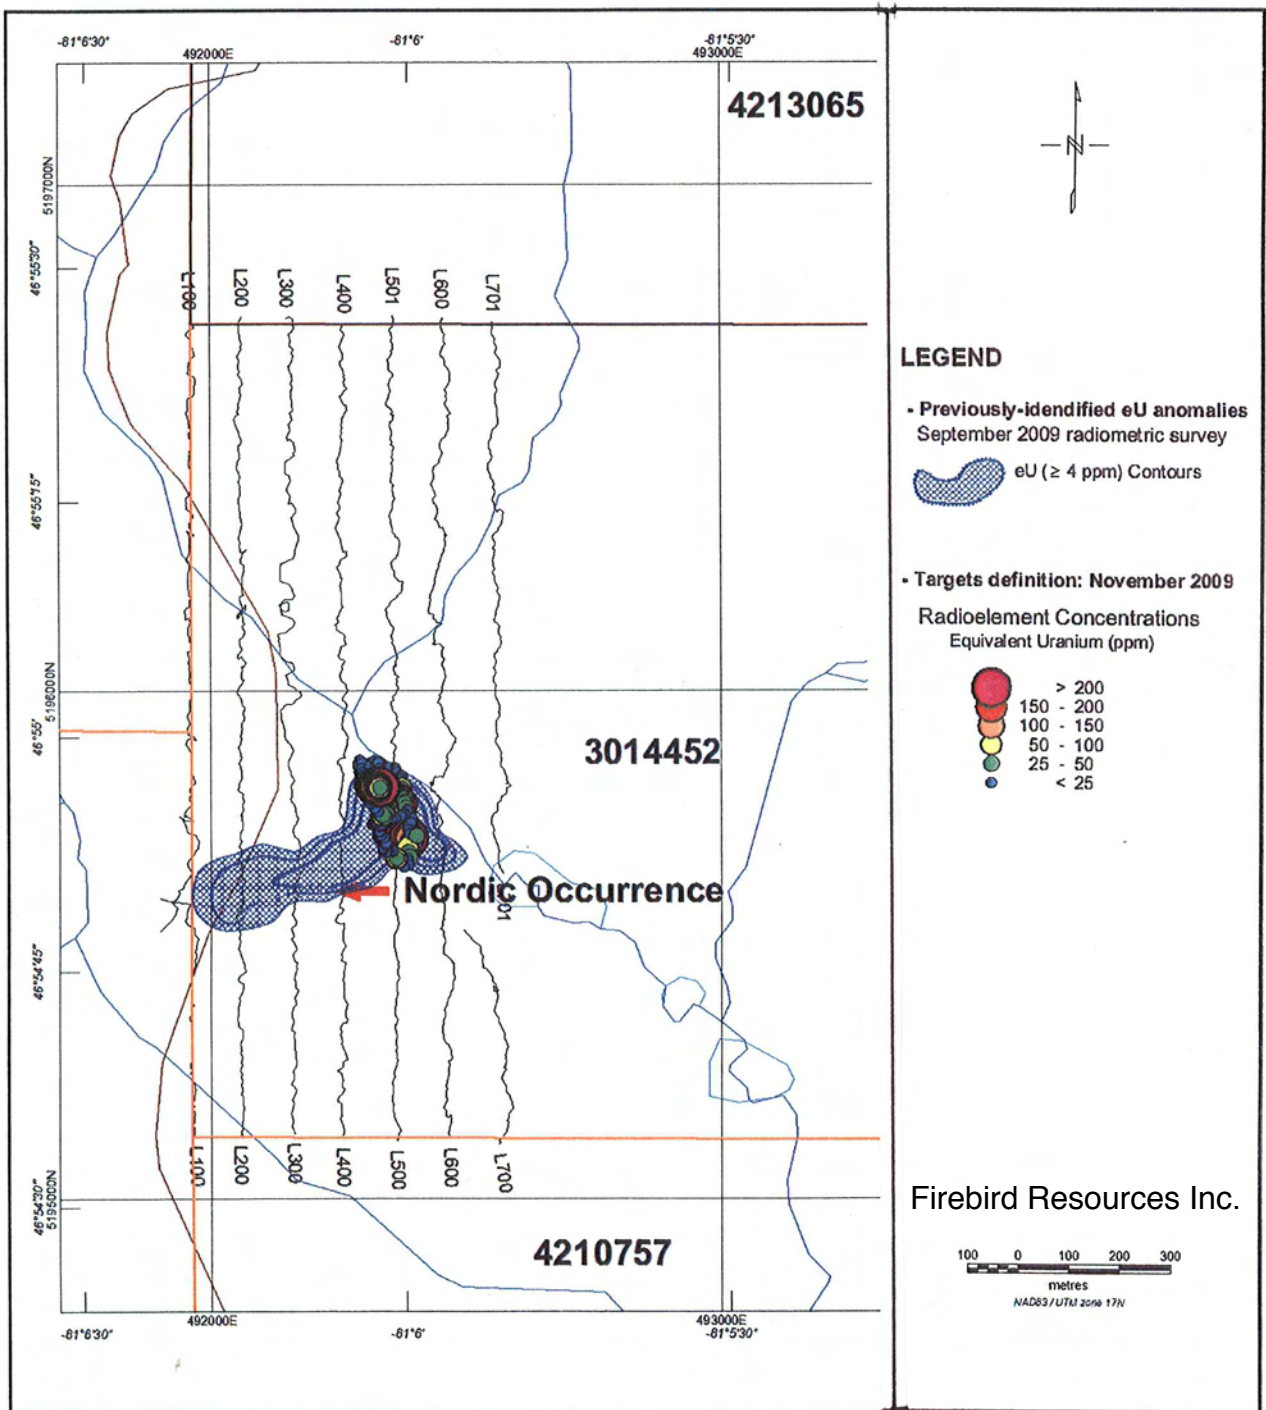 -81°6'30"
-81°6'
-81°5'30"
492000E
493000E
4213065
5197000N
46°55'30"
L100
L200
L300
L400
L501
L600
L701
46°55'15"
5196000N
46°55'
3014452
Nordic Occurrence
46°54'45"
L100
L200
L300
L400
L500
L600
L700
46°54'30"
5195000N
4210757
492000E
493000E
-81°6'30"
-81°6'
-81°5'30"
N
LEGEND
- Previously-idendified eU anomalies
September 2009 radiometric survey
eU (≥ 4 ppm) Contours
- Targets definition: November 2009
Radioelement Concentrations
Equivalent Uranium (ppm)
> 200
150 - 200
100 - 150
50 - 100
25 - 50
< 25
Firebird Resources Inc.
100 0 100 200 300
metres
NAD83 / UTM zone 17N